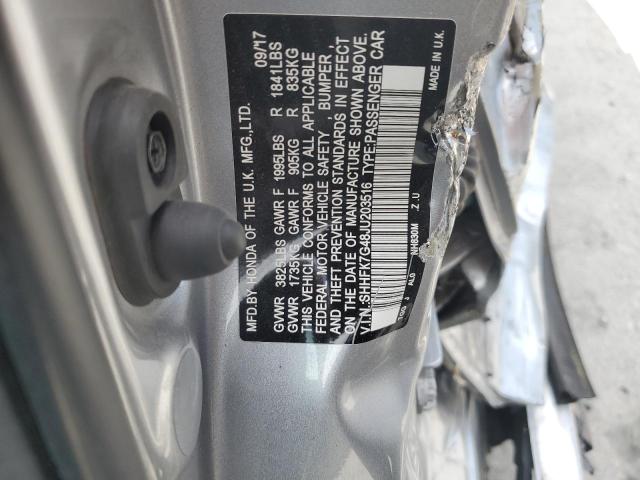 MFD.BY HONDA OF THE U.K. MFG.,LTD. 09/17
GVWR 3825LBS GAWR F 1995LBS R 1841LBS
GVWR 1735KG GAWR F 905KG R 835KG
THIS VEHICLE CONFORMS TO ALL APPLICABLE
FEDERAL MOTOR VEHICLE SAFETY , BUMPER ,
AND THEFT PREVENTION STANDARDS IN EFFECT
ON THE DATE OF MANUFACTURE SHOWN ABOVE.
V.I.N.:SHHFK7G48JU203516 TYPE:PASSENGER CAR
NH830M Z U MADE IN U.K.